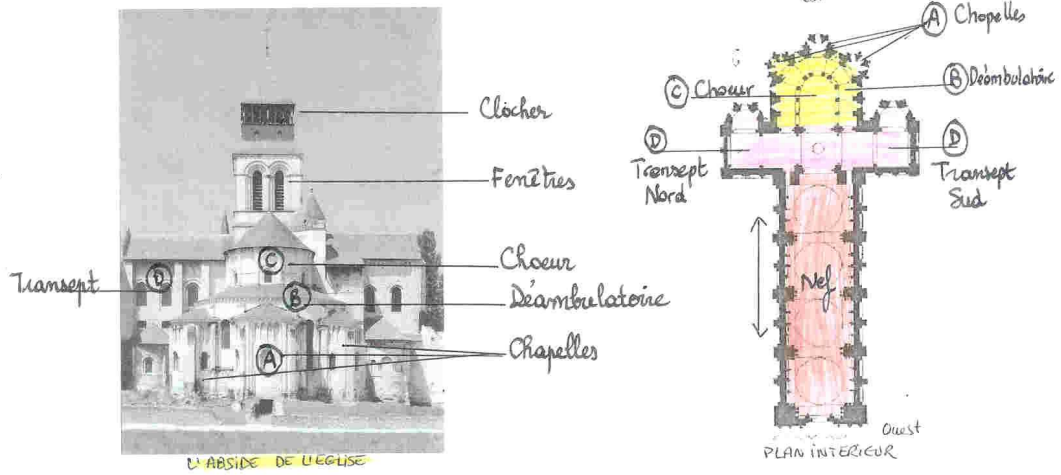 Clocher
Fenêtres
C
Choeur
Transept D
B
Déambulatoire
A
Chapelles
L'ABSIDE DE L'EGLISE
A Chapelles
C Choeur
B Déambulatoire
D
Transept
Nord
D
Transept
Sud
Nef
Ouest
PLAN INTERIEUR